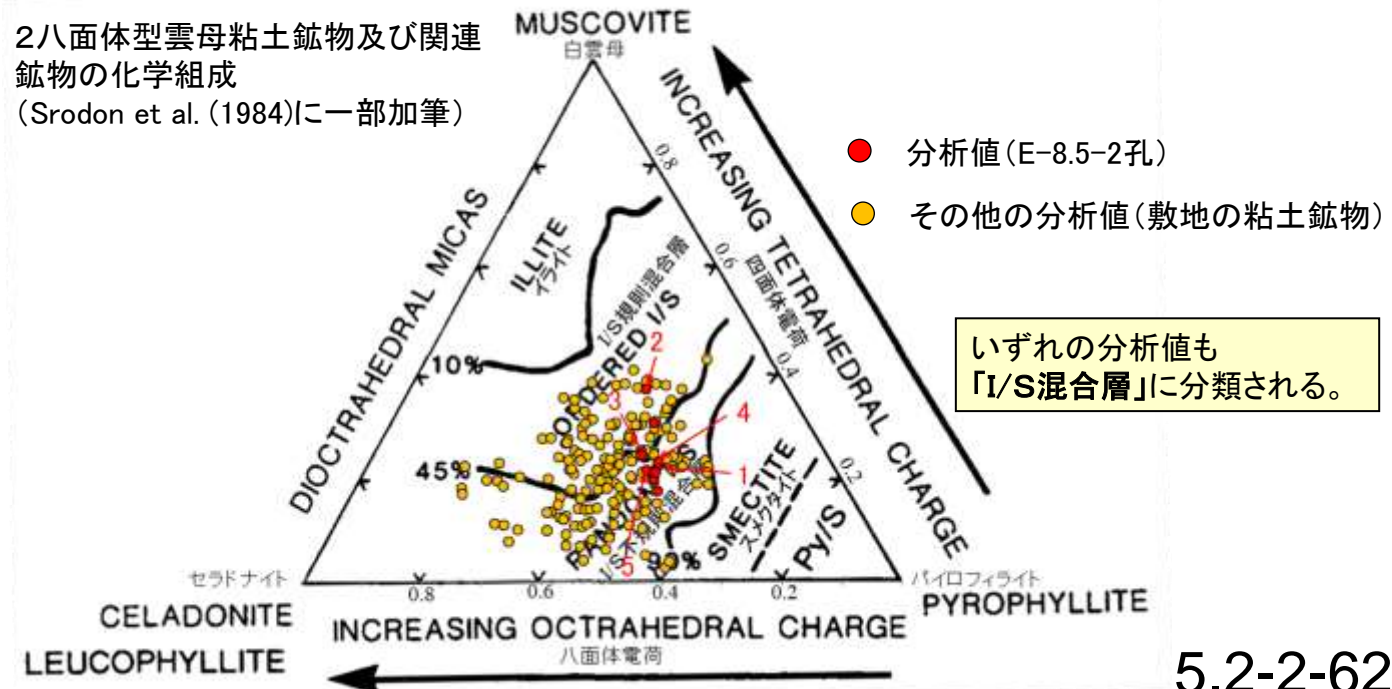 2八面体型雲母粘土鉱物及び関連
鉱物の化学組成
(Srodon et al. (1984)に一部加筆)
MUSCOVITE
白雲母
INCREASING TETRAHEDRAL CHARGE
四面体電荷
分析値(E-8.5-2孔)
その他の分析値(敷地の粘土鉱物)
いずれの分析値も
「I/S混合層」に分類される。
DIOCTRAHEDRAL MICAS
ILLITE
イライト
I/S規則混合層
ORDERED I/S
0.8
0.6
0.4
0.2
10%
45%
2
3
4
1
5
I/S不規則混合
SMECTITE
スメクタイト
Py/S
セラドナイト
CELADONITE
LEUCOPHYLLITE
0.8
0.6
0.4
0.2
パイロフィライト
PYROPHYLLITE
INCREASING OCTRAHEDRAL CHARGE
八面体電荷
5.2-2-62